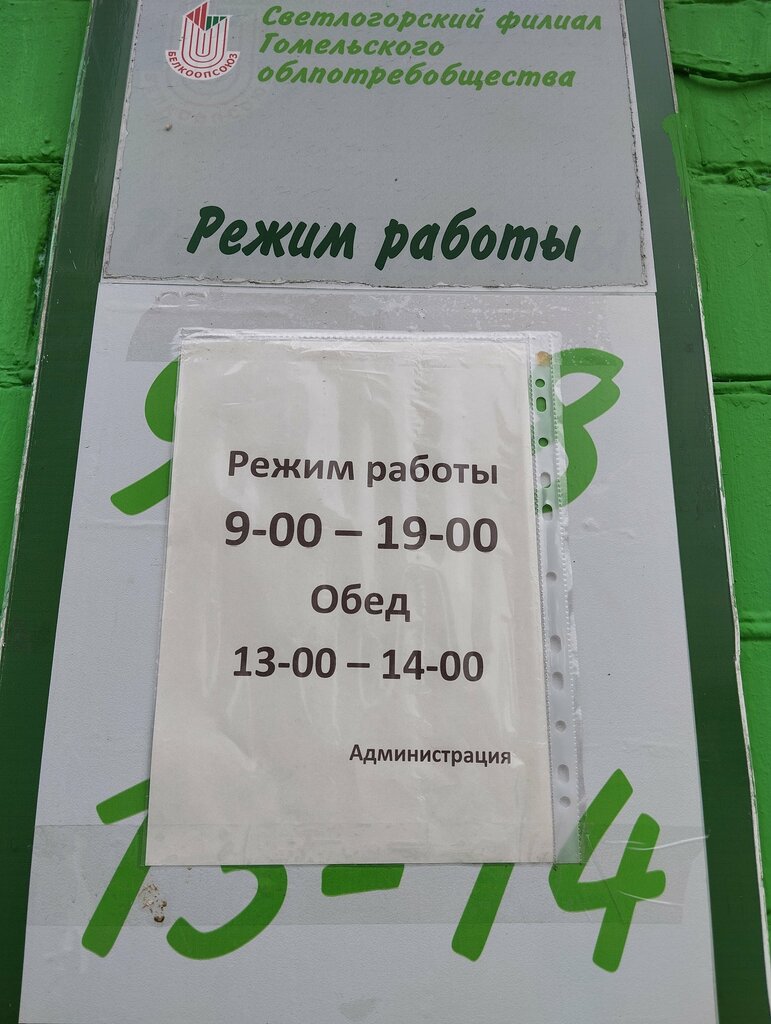 БЕЛКООПСОЮЗ
Светлогорский филиал
Гомельского
облпотребобщества
Режим работы
Режим работы
9-00 – 19-00
Обед
13-00 – 14-00
Администрация
13-14